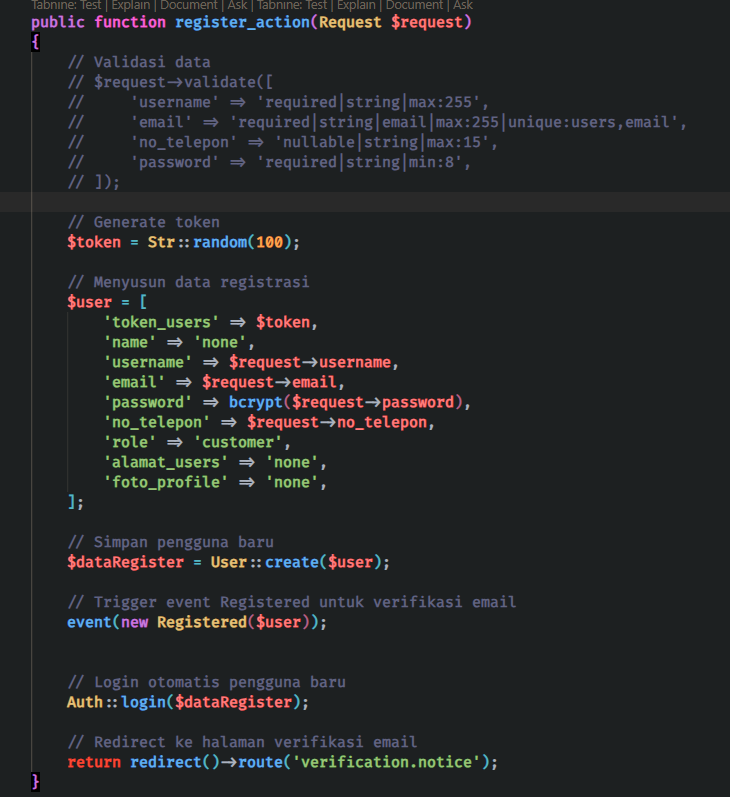 Tabnine: Test | Explain | Document | Ask | Tabnine: Test | Explain | Document | Ask
public function register_action(Request $request)
{
    // Validasi data
    // $request->validate([
    //     'username' => 'required|string|max:255',
    //     'email' => 'required|string|email|max:255|unique:users,email',
    //     'no_telepon' => 'nullable|string|max:15',
    //     'password' => 'required|string|min:8',
    // ]);
    // Generate token
    $token = Str::random(100);
    // Menyusun data registrasi
    $user = [
        'token_users' => $token,
        'name' => 'none',
        'username' => $request->username,
        'email' => $request->email,
        'password' => bcrypt($request->password),
        'no_telepon' => $request->no_telepon,
        'role' => 'customer',
        'alamat_users' => 'none',
        'foto_profile' => 'none',
    ];
    // Simpan pengguna baru
    $dataRegister = User::create($user);
    // Trigger event Registered untuk verifikasi email
    event(new Registered($user));
    // Login otomatis pengguna baru
    Auth::login($dataRegister);
    // Redirect ke halaman verifikasi email
    return redirect()->route('verification.notice');
}